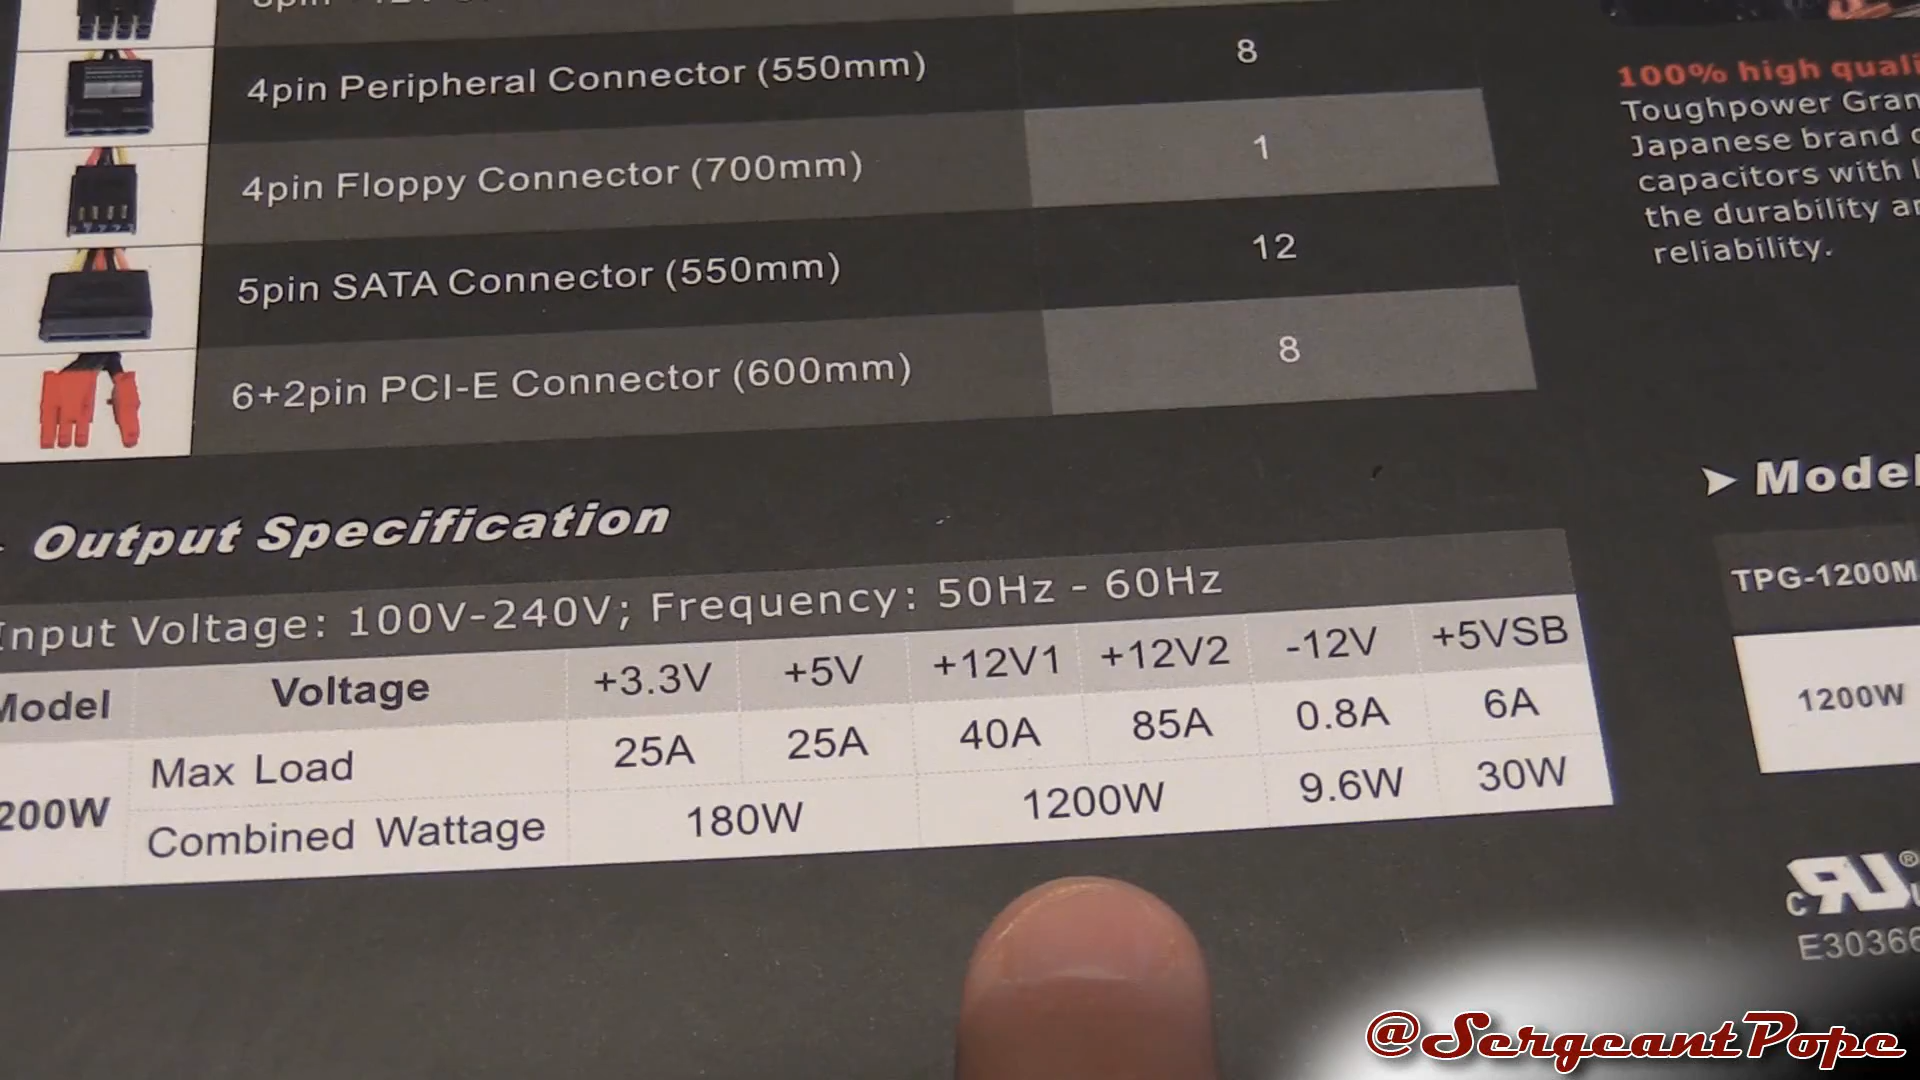 4pin Peripheral Connector (550mm) 8
4pin Floppy Connector (700mm) 1
5pin SATA Connector (550mm) 12
6+2pin PCI-E Connector (600mm) 8
Output Specification
Input Voltage: 100V-240V; Frequency: 50Hz - 60Hz
Model Voltage +3.3V +5V +12V1 +12V2 -12V +5VSB
Max Load 25A 25A 40A 85A 0.8A 6A
200W
Combined Wattage 180W 1200W 9.6W 30W
100% high quali
Toughpower Gran
Japanese brand
capacitors with
the durability
reliability.
Model
TPG-1200M
1200W
E30366
@SergeantPope